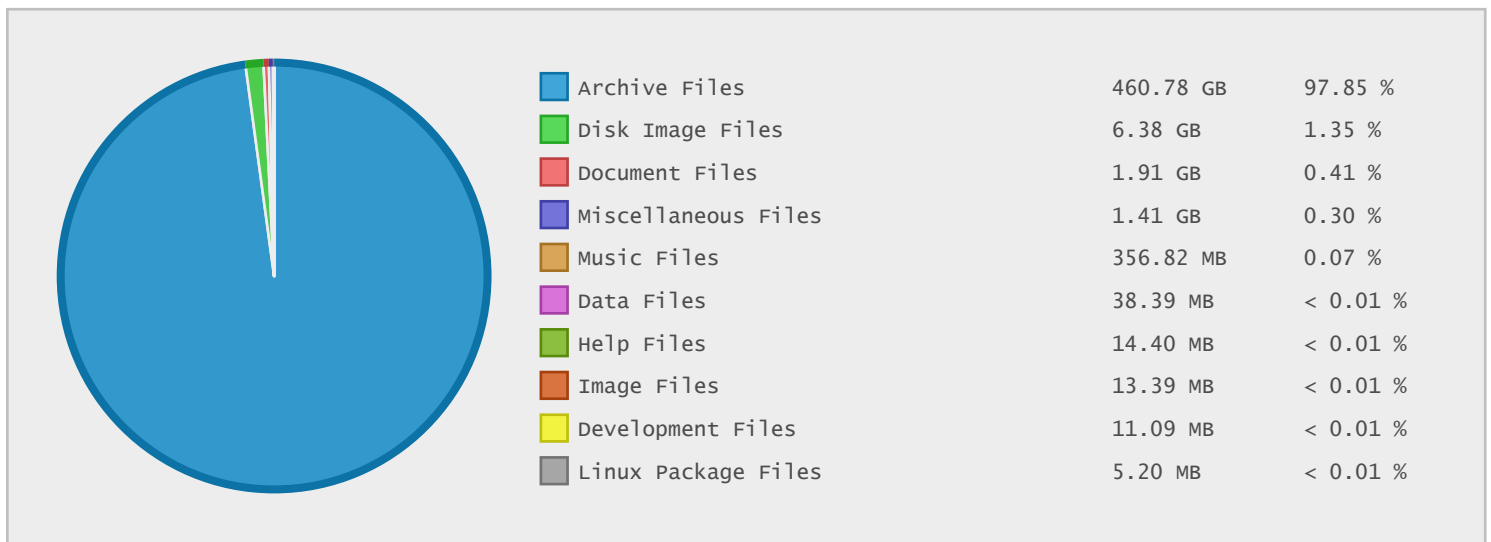 Archive Files 460.78 GB 97.85 %
Disk Image Files 6.38 GB 1.35 %
Document Files 1.91 GB 0.41 %
Miscellaneous Files 1.41 GB 0.30 %
Music Files 356.82 MB 0.07 %
Data Files 38.39 MB < 0.01 %
Help Files 14.40 MB < 0.01 %
Image Files 13.39 MB < 0.01 %
Development Files 11.09 MB < 0.01 %
Linux Package Files 5.20 MB < 0.01 %